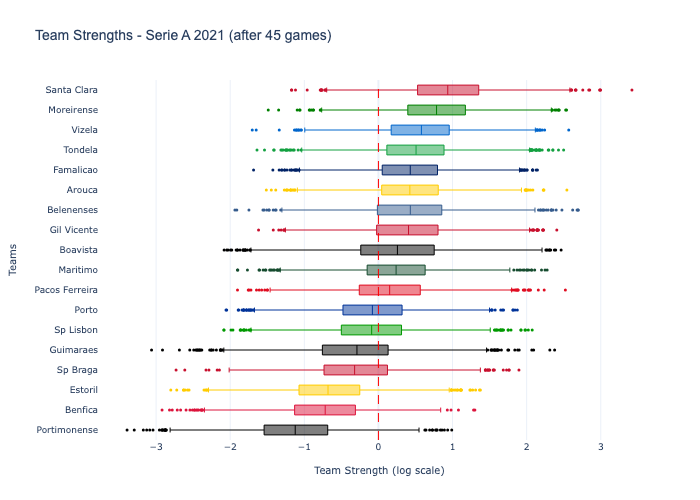 Team Strengths - Serie A 2021 (after 45 games)
Santa Clara
Moreirense
Vizela
Tondela
Famalicao
Arouca
Belenenses
Gil Vicente
Boavista
Maritimo
Pacos Ferreira
Porto
Sp Lisbon
Guimaraes
Sp Braga
Estoril
Benfica
Portimonense
Teams
−3 −2 −1 0 1 2 3
Team Strength (log scale)